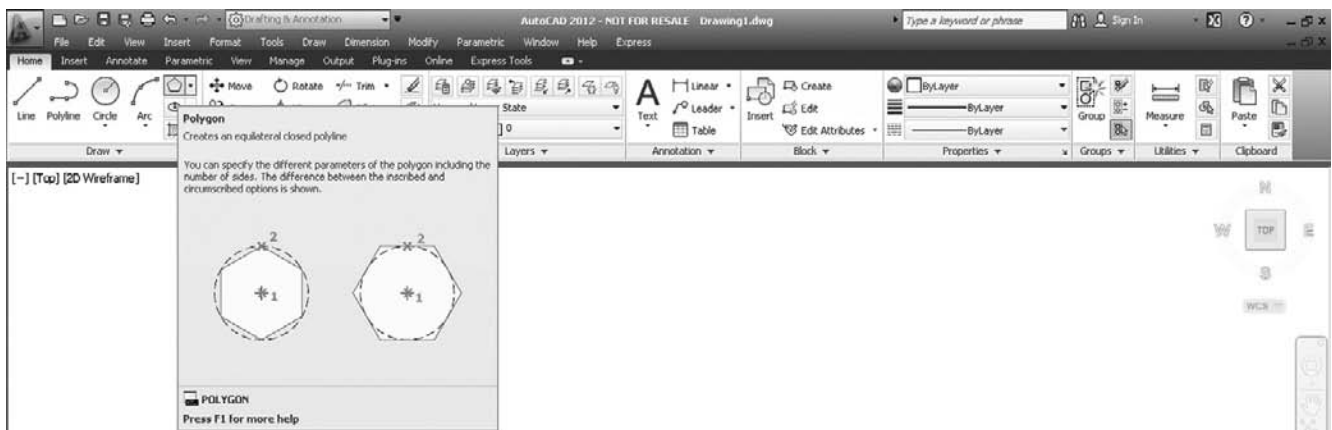 Drafting & Annotation
AutoCAD 2012 - NOT FOR RESALE Drawing1.dwg
Type a keyword or phrase
Sign In
File Edit View Insert Format Tools Draw Dimension Modify Parametric Window Help Express
Home Insert Annotate Parametric View Manage Output Plug-ins Online Express Tools
Line Polyline Circle Arc
Move Rotate Trim
State
0
Text
Linear
Leader
Table
Insert
Create
Edit
Edit Attributes
ByLayer
ByLayer
ByLayer
Group
Measure
Paste
Draw
Layers
Annotation
Block
Properties
Groups
Utilities
Clipboard
[-] [Top] [2D Wireframe]
Polygon
Creates an equilateral closed polyline
You can specify the different parameters of the polygon including the
number of sides. The difference between the inscribed and
circumscribed options is shown.
2 2
1 1
POLYGON
Press F1 for more help
N
W TOP E
S
WCS